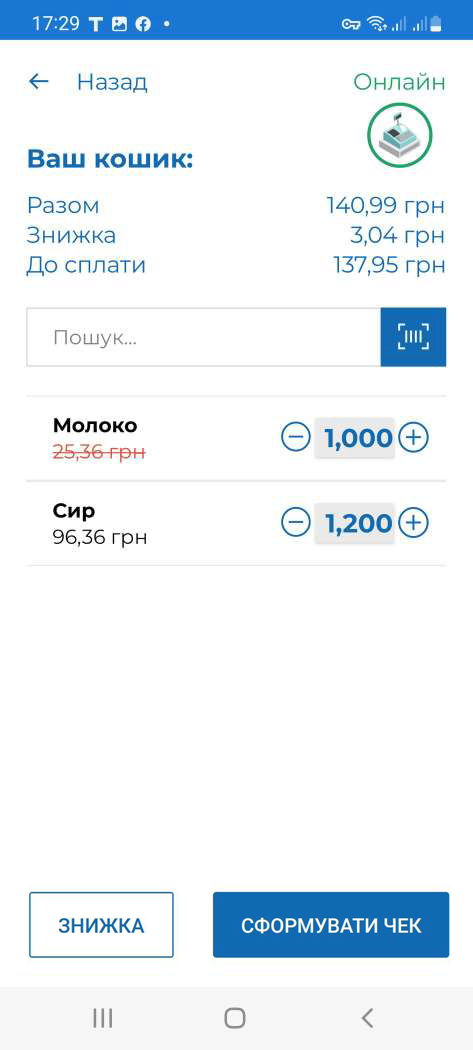 17:29
Назад
Онлайн
Ваш кошик:
Разом 140,99 грн
Знижка 3,04 грн
До сплати 137,95 грн
Пошук...
Молоко
25,36 грн
1,000
Сир
96,36 грн
1,200
ЗНИЖКА
СФОРМУВАТИ ЧЕК